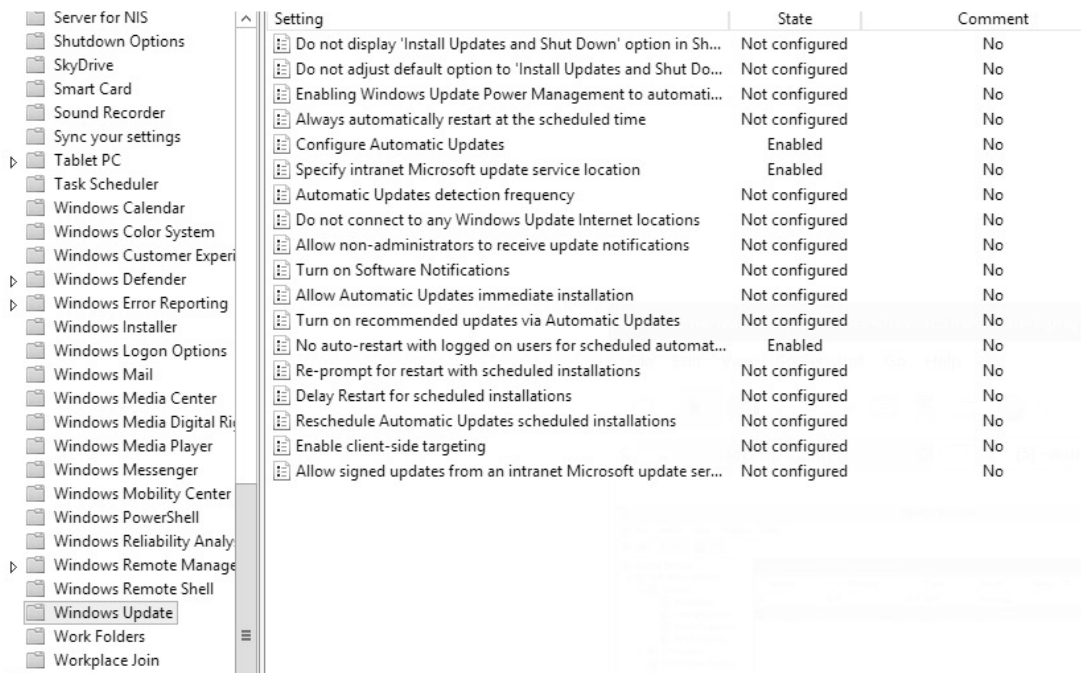 Server for NIS
Shutdown Options
SkyDrive
Smart Card
Sound Recorder
Sync your settings
Tablet PC
Task Scheduler
Windows Calendar
Windows Color System
Windows Customer Experi
Windows Defender
Windows Error Reporting
Windows Installer
Windows Logon Options
Windows Mail
Windows Media Center
Windows Media Digital Ri
Windows Media Player
Windows Messenger
Windows Mobility Center
Windows PowerShell
Windows Reliability Analy
Windows Remote Manage
Windows Remote Shell
Windows Update
Work Folders
Workplace Join
Setting State Comment
Do not display 'Install Updates and Shut Down' option in Sh... Not configured No
Do not adjust default option to 'Install Updates and Shut Do... Not configured No
Enabling Windows Update Power Management to automati... Not configured No
Always automatically restart at the scheduled time Not configured No
Configure Automatic Updates Enabled No
Specify intranet Microsoft update service location Enabled No
Automatic Updates detection frequency Not configured No
Do not connect to any Windows Update Internet locations Not configured No
Allow non-administrators to receive update notifications Not configured No
Turn on Software Notifications Not configured No
Allow Automatic Updates immediate installation Not configured No
Turn on recommended updates via Automatic Updates Not configured No
No auto-restart with logged on users for scheduled automat... Enabled No
Re-prompt for restart with scheduled installations Not configured No
Delay Restart for scheduled installations Not configured No
Reschedule Automatic Updates scheduled installations Not configured No
Enable client-side targeting Not configured No
Allow signed updates from an intranet Microsoft update ser... Not configured No